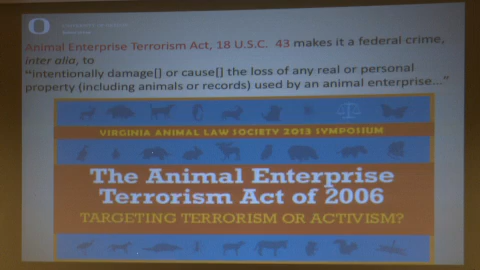 Animal Enterprise Terrorism Act, 18 U.S.C. 43 makes it a federal crime,
inter alia, to
"intentionally damage[] or cause[] the loss of any real or personal
property (including animals or records) used by an animal enterprise..."
VIRGINIA ANIMAL LAW SOCIETY 2013 SYMPOSIUM
The Animal Enterprise
Terrorism Act of 2006
TARGETING TERRORISM OR ACTIVISM?